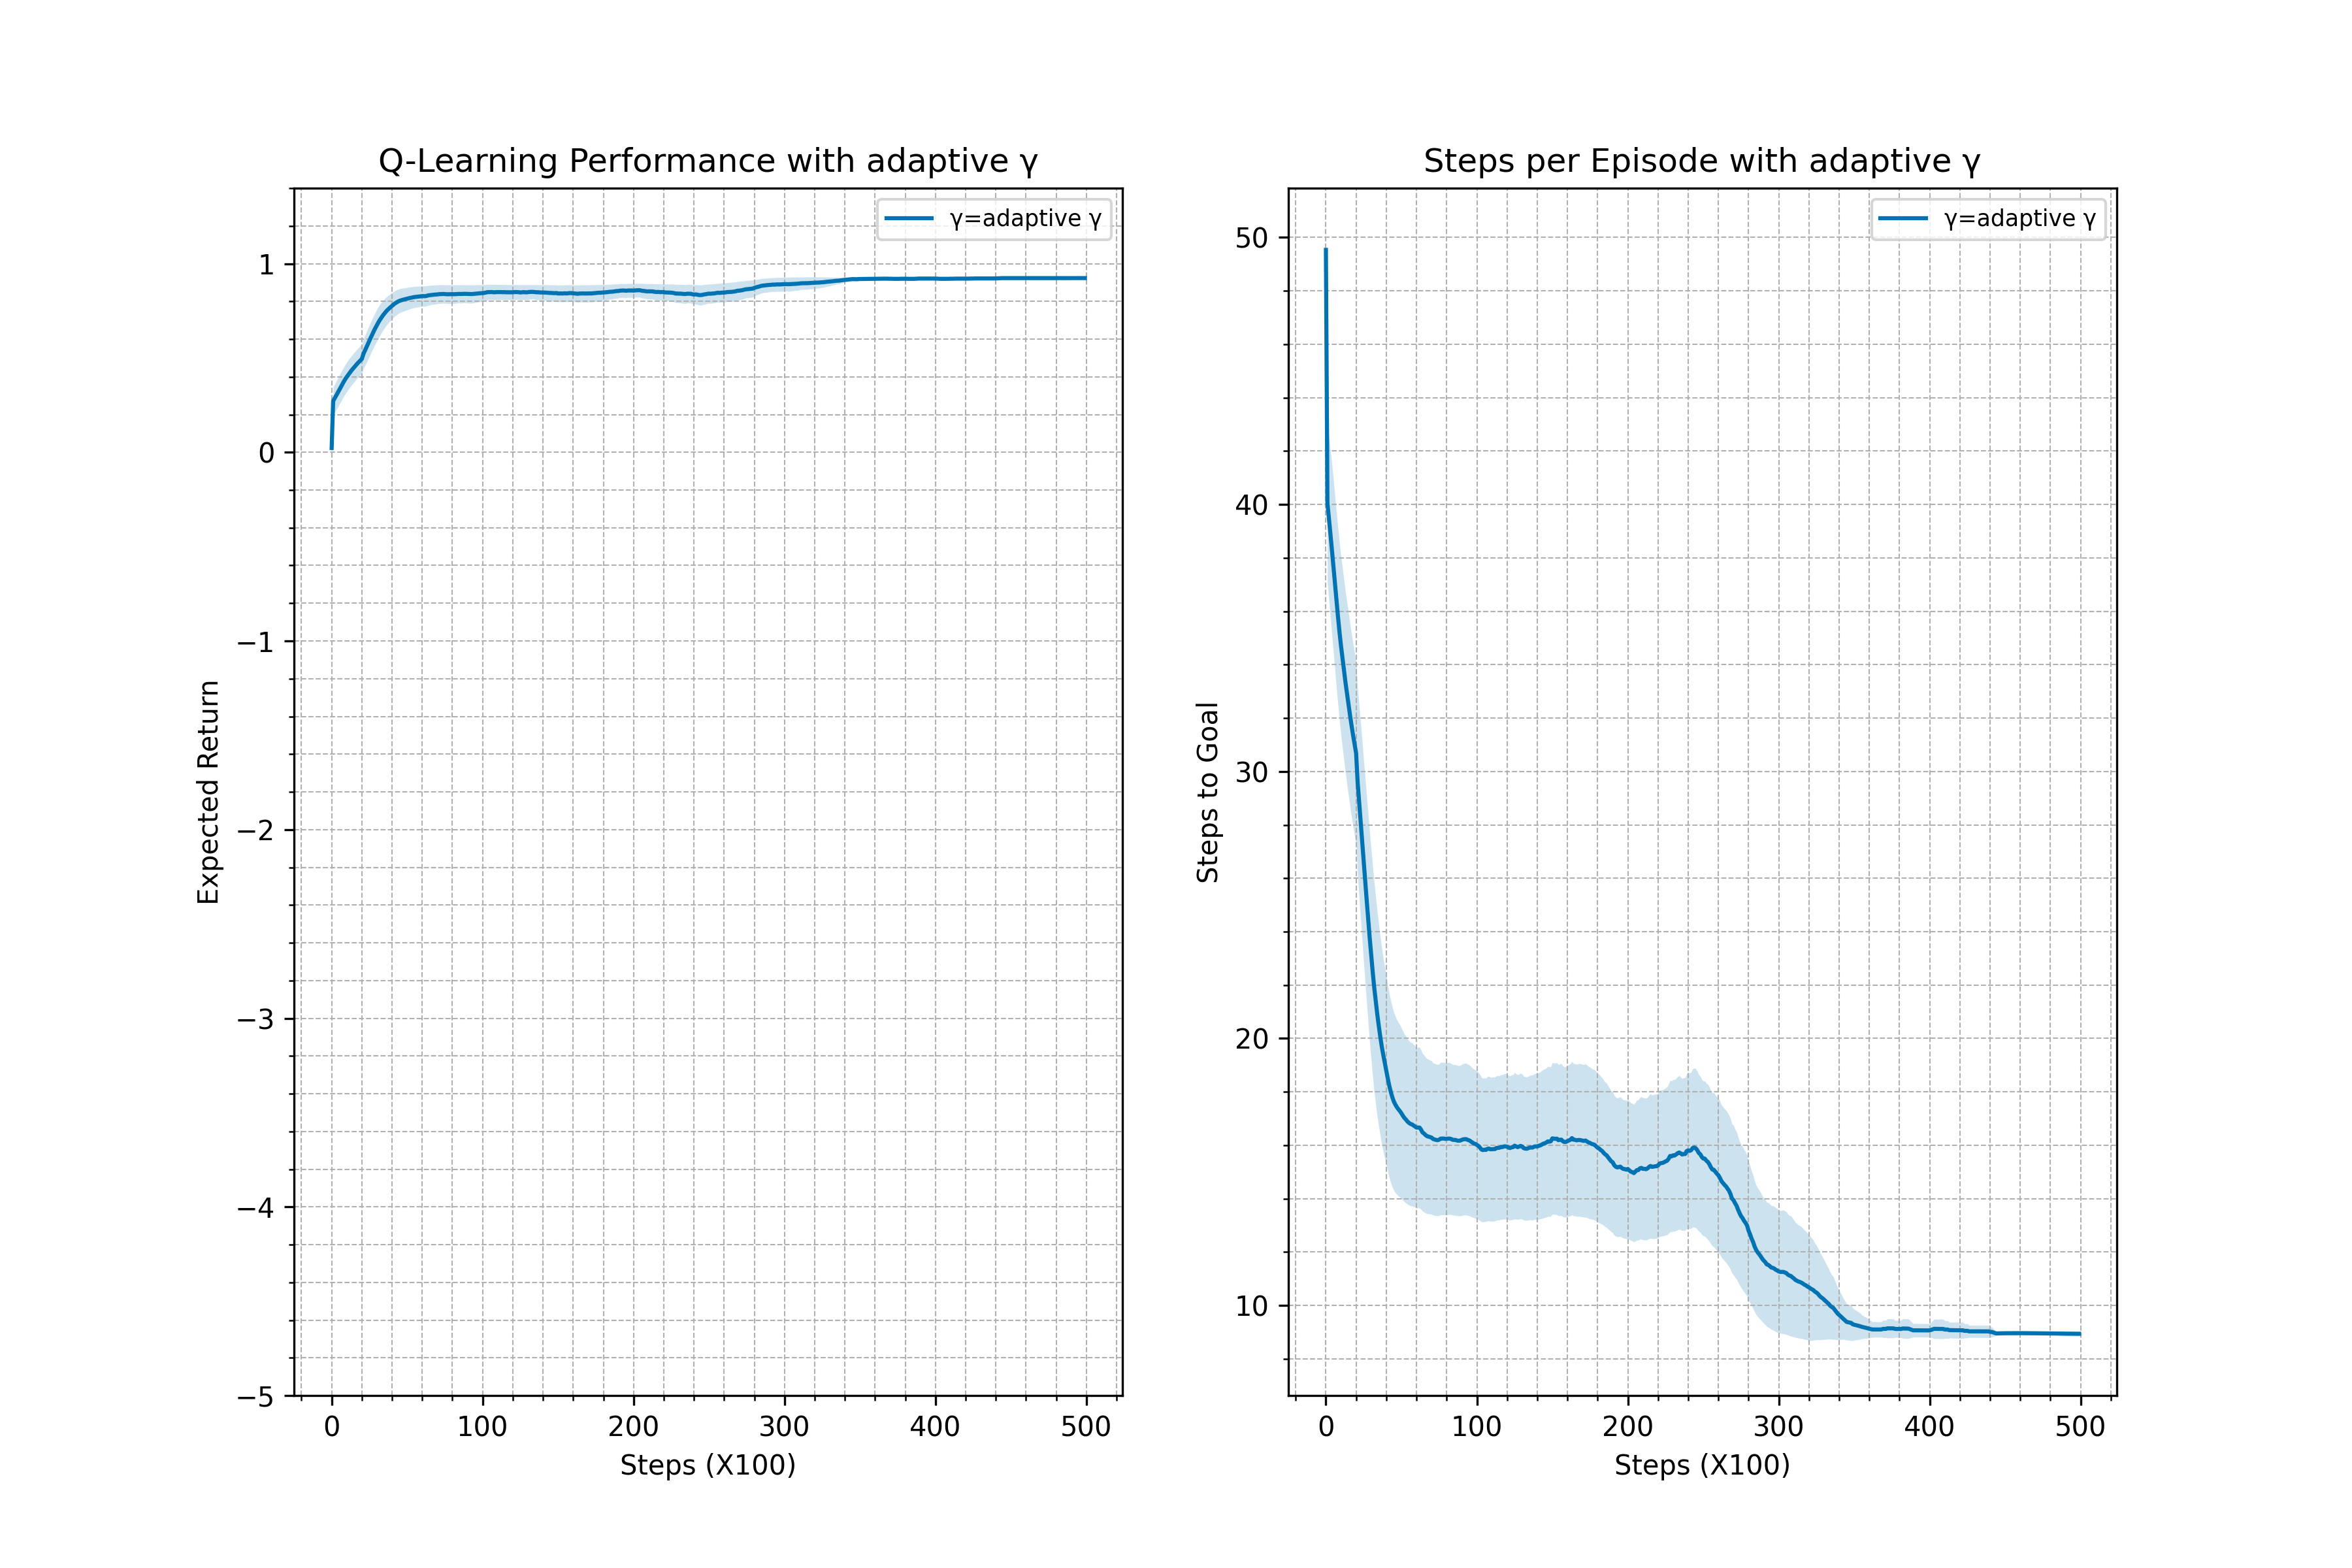 Q-Learning Performance with adaptive γ
γ=adaptive γ
1
0
−1
−2
−3
−4
−5
Expected Return
0 100 200 300 400 500
Steps (X100)
Steps per Episode with adaptive γ
γ=adaptive γ
50
40
30
20
10
Steps to Goal
0 100 200 300 400 500
Steps (X100)